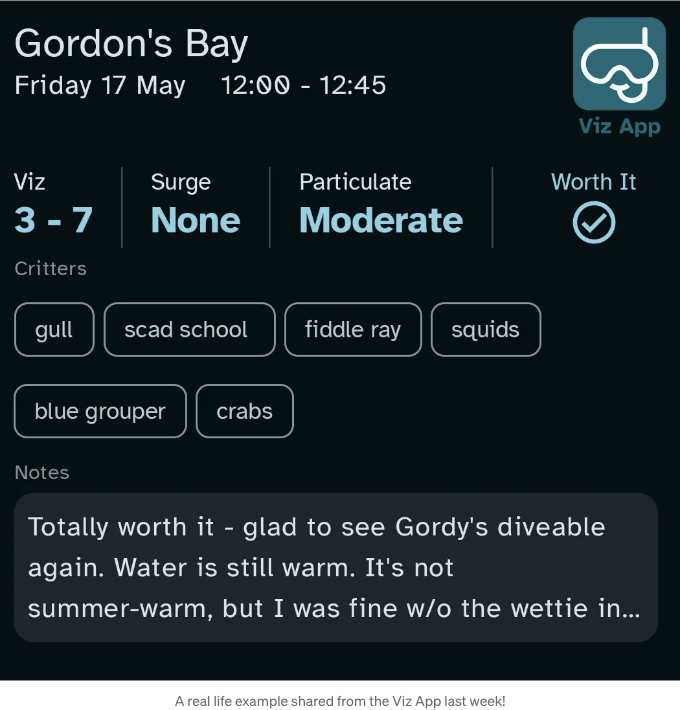 Gordon's Bay
Friday 17 May 12:00 - 12:45
Viz App
Viz Surge Particulate Worth It
3 - 7 None Moderate
Critters
gull scad school fiddle ray squids
blue grouper crabs
Notes
Totally worth it - glad to see Gordy's diveable
again. Water is still warm. It's not
summer-warm, but I was fine w/o the wettie in...
A real life example shared from the Viz App last week!